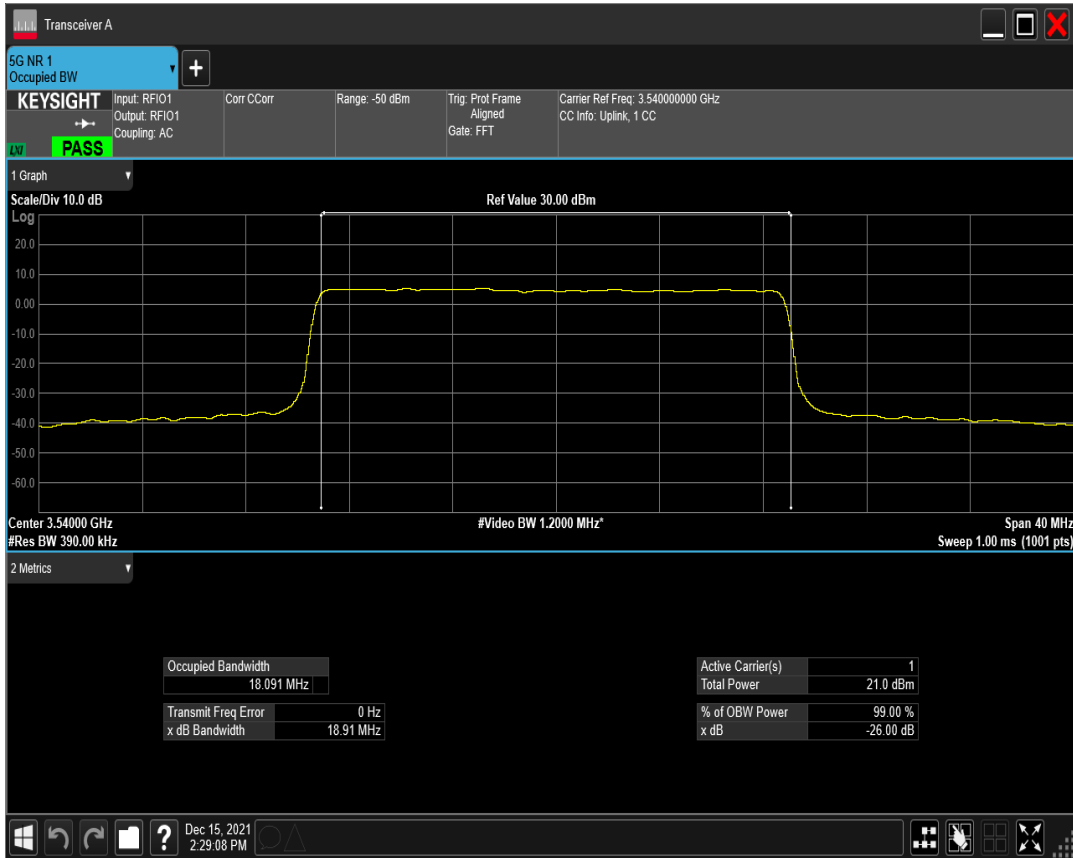 Transceiver A
5G NR 1
Occupied BW
KEYSIGHT
LXI
PASS
Input: RFIO1
Output: RFIO1
Coupling: AC
Corr CCorr
Range: -50 dBm
Trig: Prot Frame
Aligned
Gate: FFT
Carrier Ref Freq: 3.540000000 GHz
CC Info: Uplink, 1 CC
1 Graph
Scale/Div 10.0 dB
Ref Value 30.00 dBm
Log
20.0
10.0
0.00
-10.0
-20.0
-30.0
-40.0
-50.0
-60.0
Center 3.54000 GHz
#Video BW 1.2000 MHz*
Span 40 MHz
#Res BW 390.00 kHz
Sweep 1.00 ms (1001 pts)
2 Metrics
Occupied Bandwidth
18.091 MHz
Transmit Freq Error 0 Hz
x dB Bandwidth 18.91 MHz
Active Carrier(s) 1
Total Power 21.0 dBm
% of OBW Power 99.00 %
x dB -26.00 dB
?
Dec 15, 2021
2:29:08 PM